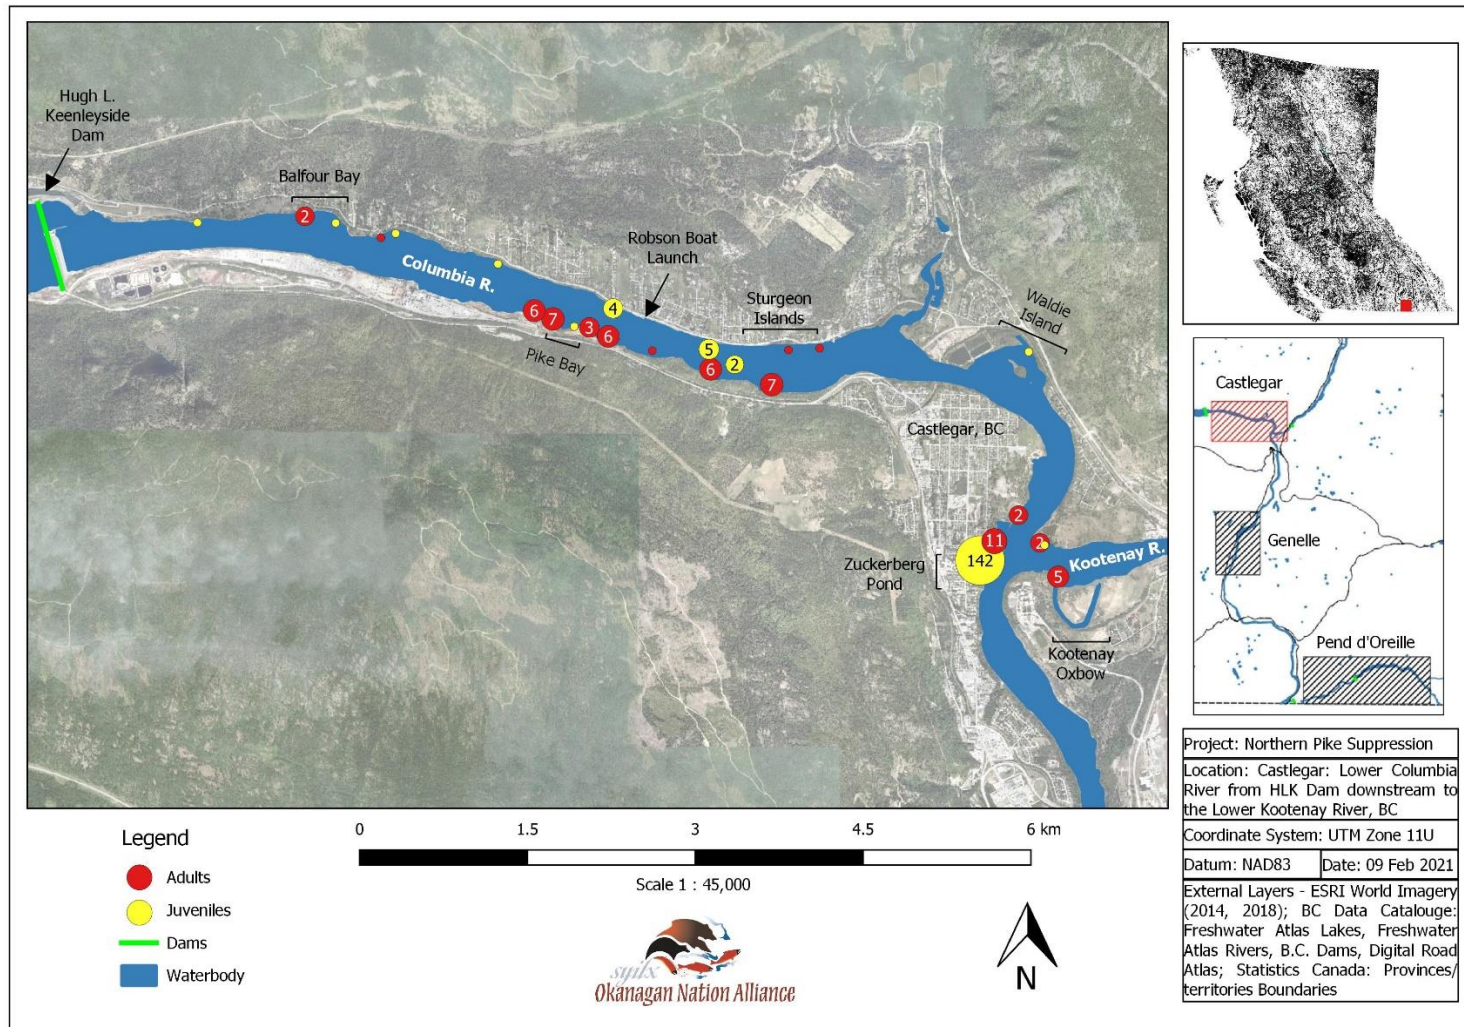 Hugh L.
Keenleyside
Dam
Balfour Bay
2
Columbia R.
Robson Boat
Launch
Sturgeon
Islands
Waldie
Island
6
7
3
6
4
Pike Bay
5
2
6
7
Castlegar, BC
2
11
2
142
5
Zuckerberg
Pond
Kootenay R.
Kootenay
Oxbow
Castlegar
Genelle
Pend d'Oreille
Legend
Adults
Juveniles
Dams
Waterbody
0 1.5 3 4.5 6 km
Scale 1 : 45,000
syilx
Okanagan Nation Alliance
N
Project: Northern Pike Suppression
Location: Castlegar: Lower Columbia
River from HLK Dam downstream to
the Lower Kootenay River, BC
Coordinate System: UTM Zone 11U
Datum: NAD83 Date: 09 Feb 2021
External Layers - ESRI World Imagery
(2014, 2018); BC Data Catalouge:
Freshwater Atlas Lakes, Freshwater
Atlas Rivers, B.C. Dams, Digital Road
Atlas; Statistics Canada: Provinces/
territories Boundaries